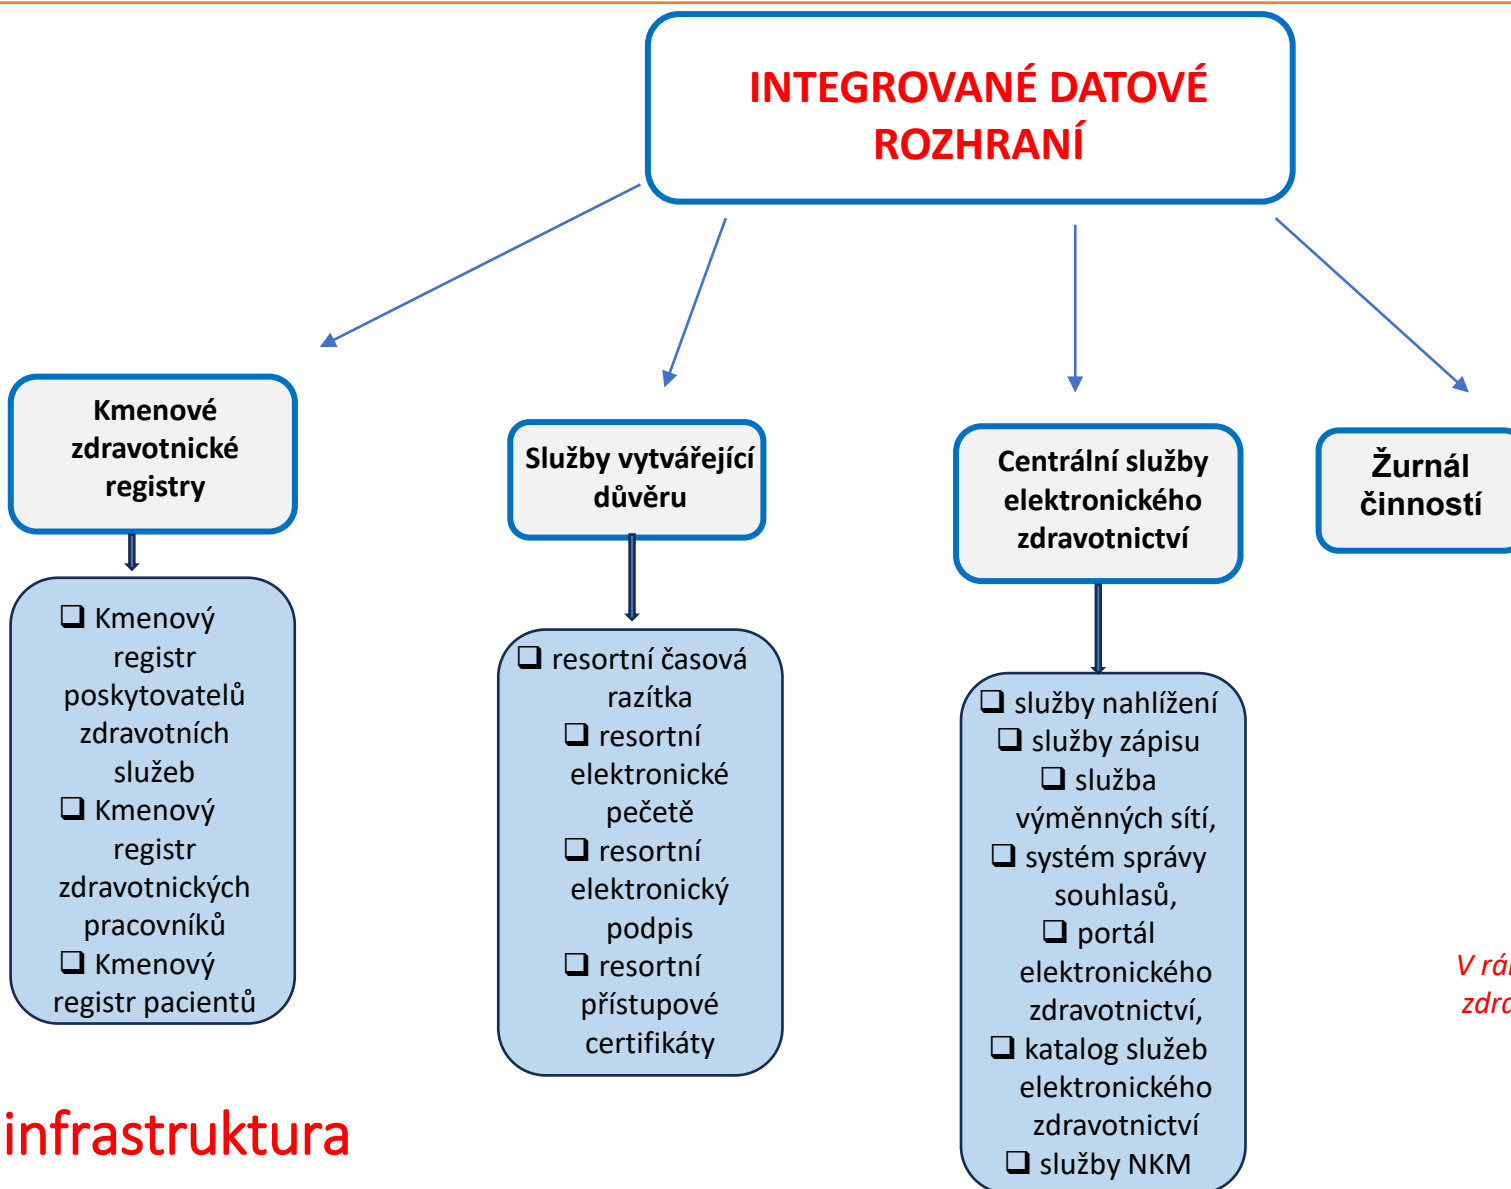 INTEGROVANÉ DATOVÉ
ROZHRANÍ
Kmenové
zdravotnické
registry
❑ Kmenový
registr
poskytovatelů
zdravotních
služeb
❑ Kmenový
registr
zdravotnických
pracovníků
❑ Kmenový
registr pacientů
Služby vytvářející
důvěru
❑ resortní časová
razítka
❑ resortní
elektronické
pečetě
❑ resortní
elektronický
podpis
❑ resortní
přístupové
certifikáty
Centrální služby
elektronického
zdravotnictví
❑ služby nahlížení
❑ služby zápisu
❑ služba
výměnných sítí,
❑ systém správy
souhlasů,
❑ portál
elektronického
zdravotnictví,
❑ katalog služeb
elektronického
zdravotnictví
❑ služby NKM
Žurnál
činností
V
infrastruktura